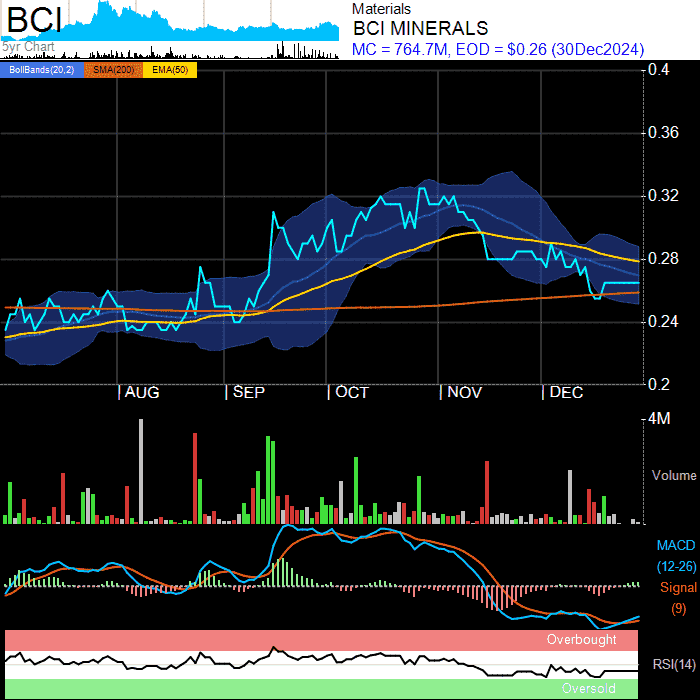 BCI
5yr Chart
Materials
BCI MINERALS
MC = 764.7M, EOD = $0.26 (30Dec2024)
BollBands(20,2) SMA(200) EMA(50)
0.4
0.36
0.32
0.28
0.24
0.2
AUG SEP OCT NOV DEC
4M
Volume
MACD
(12-26)
Signal
(9)
Overbought
RSI(14)
Oversold